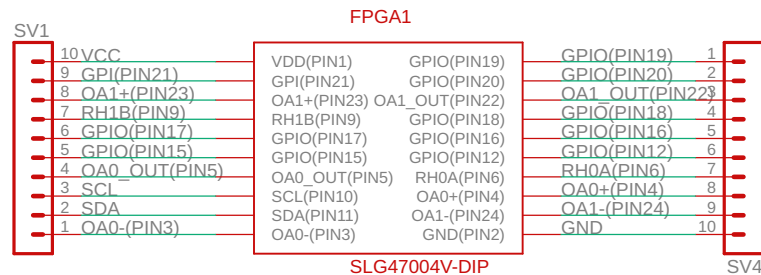 FPGA1
SV1
10 VCC VDD(PIN1) GPIO(PIN19) GPIO(PIN19) 1
9 GPI(PIN21) GPI(PIN21) GPIO(PIN20) GPIO(PIN20) 2
8 OA1+(PIN23) OA1+(PIN23) OA1_OUT(PIN22) OA1_OUT(PIN22) 3
7 RH1B(PIN9) RH1B(PIN9) GPIO(PIN18) GPIO(PIN18) 4
6 GPIO(PIN17) GPIO(PIN17) GPIO(PIN16) GPIO(PIN16) 5
5 GPIO(PIN15) GPIO(PIN15) GPIO(PIN12) GPIO(PIN12) 6
4 OA0_OUT(PIN5) OA0_OUT(PIN5) RH0A(PIN6) RH0A(PIN6) 7
3 SCL SCL(PIN10) OA0+(PIN4) OA0+(PIN4) 8
2 SDA SDA(PIN11) OA1-(PIN24) OA1-(PIN24) 9
1 OA0-(PIN3) OA0-(PIN3) GND(PIN2) GND 10
SLG47004V-DIP
SV4